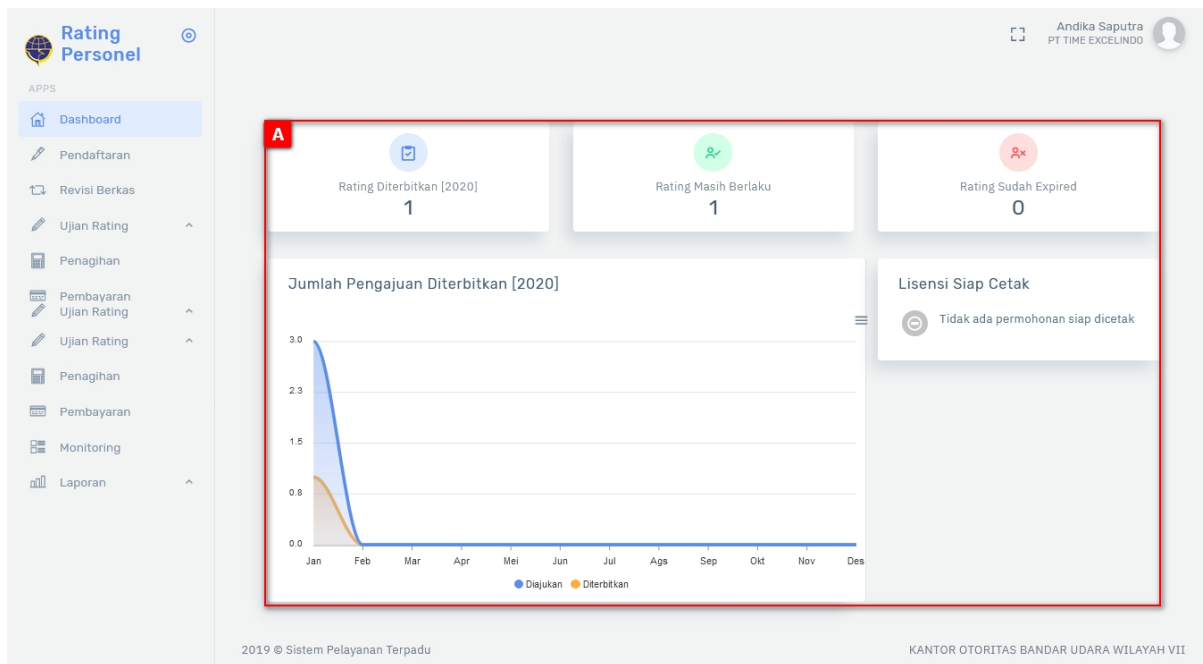 Rating
Personel
Andika Saputra
PT TIME EXCELINDO
APPS
Dashboard
Pendaftaran
Revisi Berkas
Ujian Rating
Penagihan
Pembayaran
Ujian Rating
Ujian Rating
Penagihan
Pembayaran
Monitoring
Laporan
A
Rating Diterbitkan [2020]
1
Rating Masih Berlaku
1
Rating Sudah Expired
0
Jumlah Pengajuan Diterbitkan [2020]
3.0
2.3
1.5
0.8
0.0
Jan Feb Mar Apr Mei Jun Jul Ags Sep Okt Nov Des
Diajukan Diterbitkan
Lisensi Siap Cetak
Tidak ada permohonan siap dicetak
2019 © Sistem Pelayanan Terpadu
KANTOR OTORITAS BANDAR UDARA WILAYAH VII